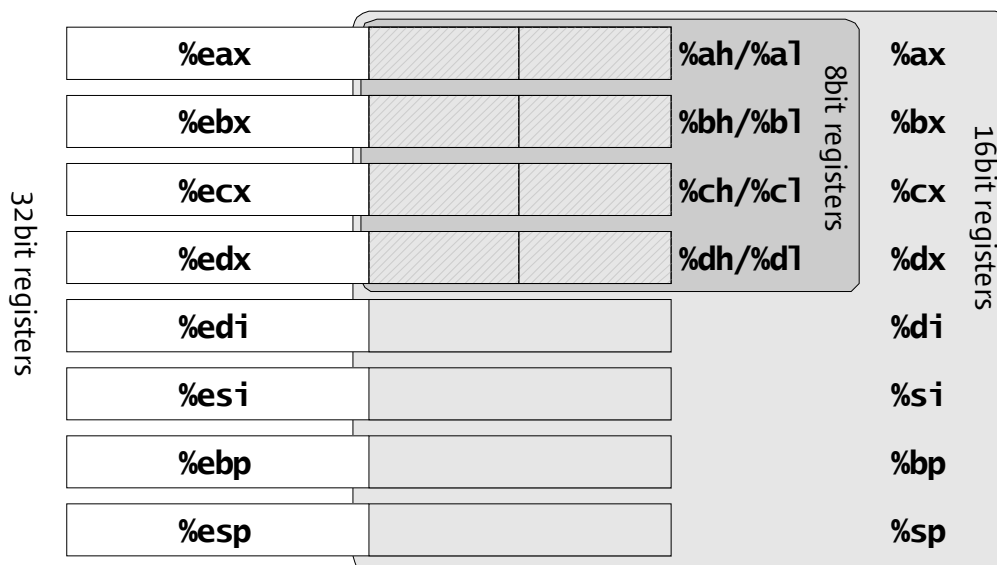 %eax %ah/%al %ax
%ebx %bh/%bl %bx
%ecx %ch/%cl %cx
%edx %dh/%dl %dx
%edi %di
%esi %si
%ebp %bp
%esp %sp
32bit registers
8bit registers
16bit registers